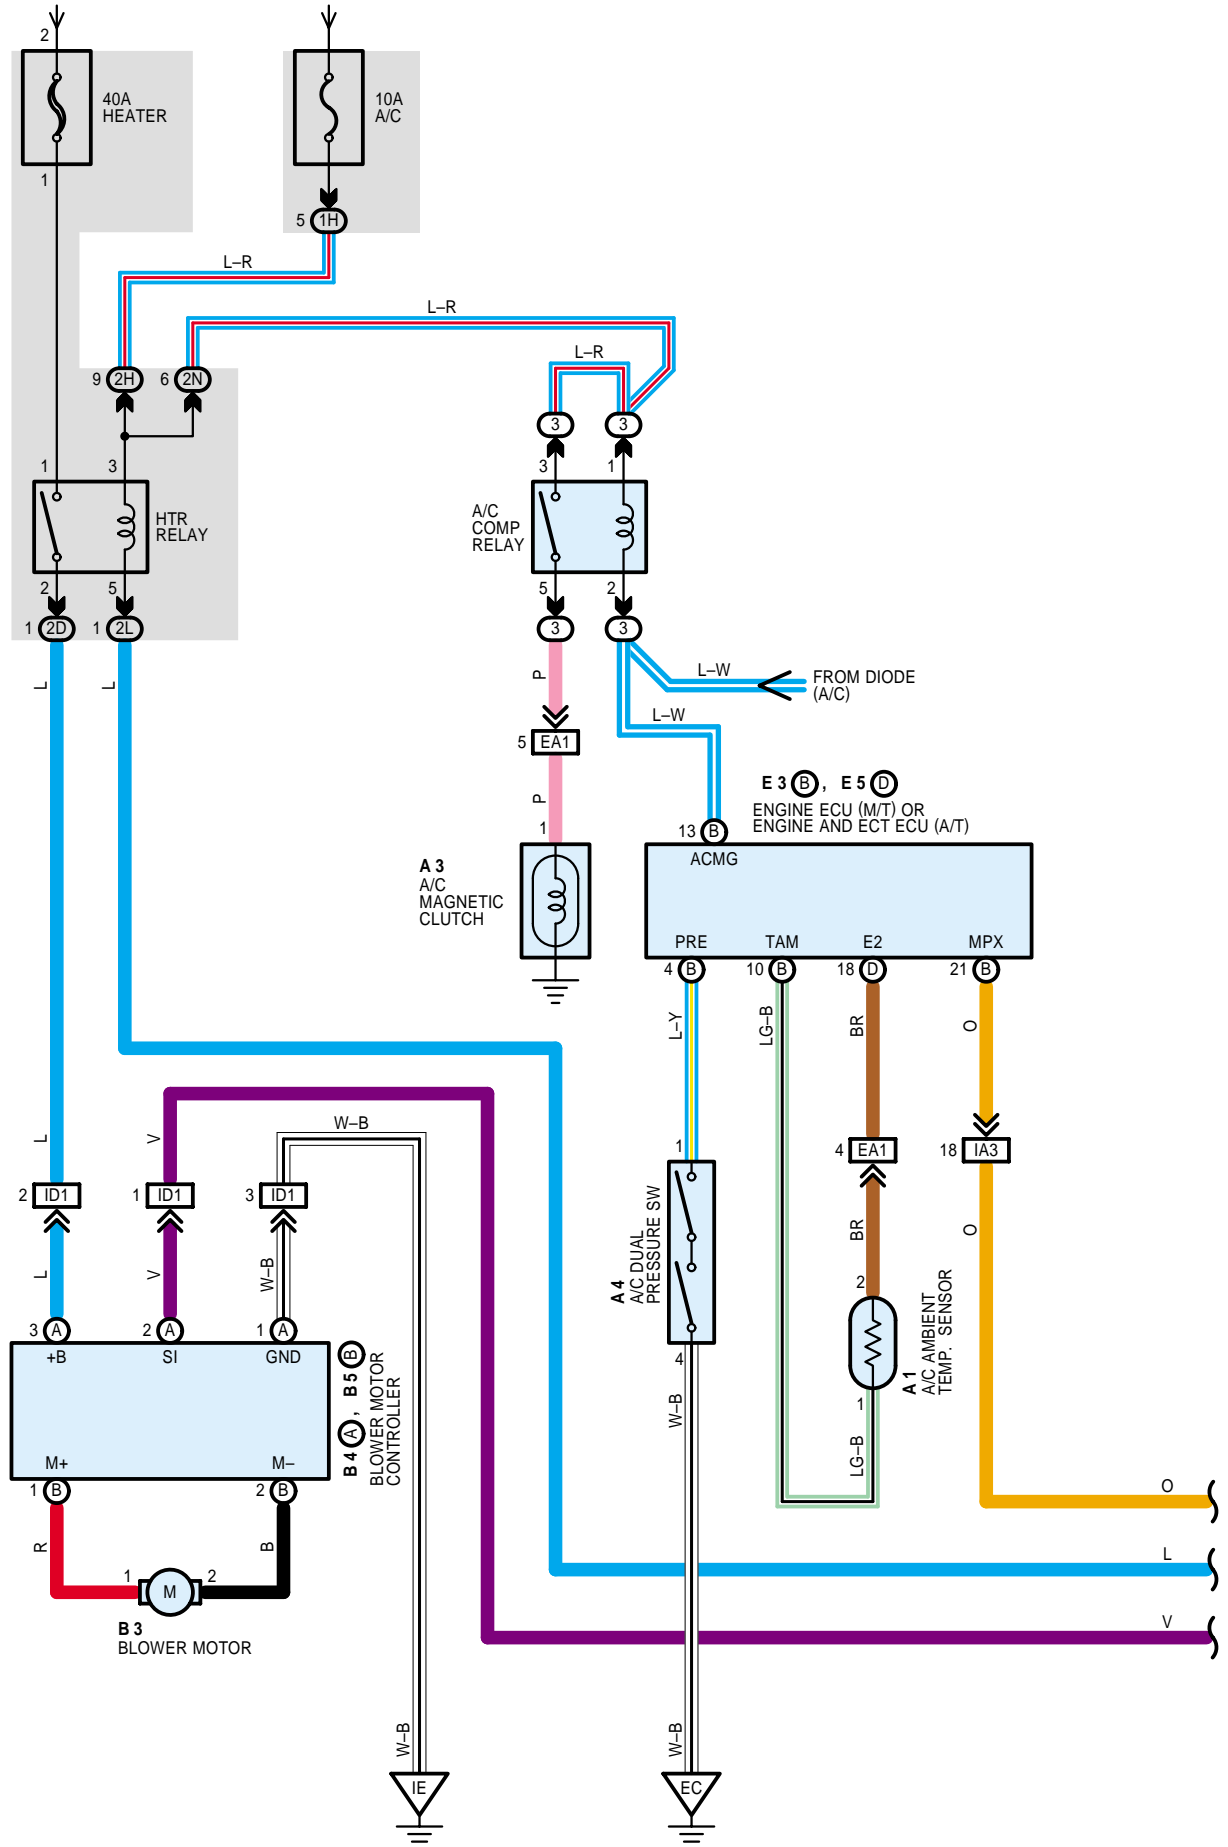 2
40A
HEATER
10A
A/C
1
5 1H
L–R
L–R
L–R
9 2H
6 2N
3
3
1
3
3
1
HTR
RELAY
A/C
COMP
RELAY
2
5
5
2
1 2D
1 2L
3
3
L
L
P
L–W
FROM DIODE
(A/C)
L–W
5 EA1
P
E 3 B , E 5 D
ENGINE ECU (M/T) OR
ENGINE AND ECT ECU (A/T)
1
13 B
ACMG
A 3
A/C
MAGNETIC
CLUTCH
PRE
TAM
E2
MPX
4 B
10 B
18 D
21 B
L–Y
LG–B
BR
O
L
V
W–B
1
4 EA1
18 IA3
2 ID1
1 ID1
3 ID1
L
V
W–B
BR
O
A 4
A/C DUAL
PRESSURE SW
2
A 1
A/C AMBIENT
TEMP. SENSOR
3 A
2 A
1 A
+B
SI
GND
B 4 A , B 5 B
BLOWER MOTOR
CONTROLLER
4
W–B
1
LG–B
M+
M–
1 B
2 B
O
R
B
L
1
M
2
B 3
BLOWER MOTOR
V
W–B
W–B
IE
EC